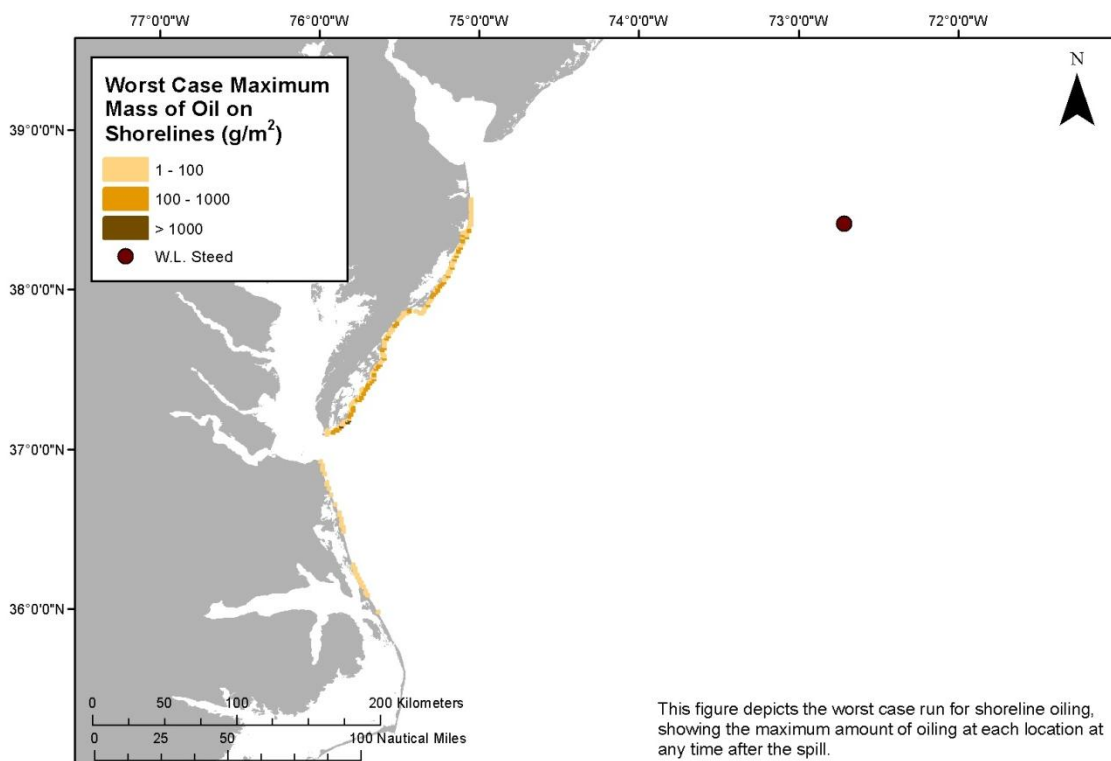 77°0'0"W 76°0'0"W 75°0'0"W 74°0'0"W 73°0'0"W 72°0'0"W
N
Worst Case Maximum
Mass of Oil on
Shorelines (g/m²)
1 - 100
100 - 1000
> 1000
W.L. Steed
39°0'0"N
38°0'0"N
37°0'0"N
36°0'0"N
0 50 100 200 Kilometers
0 25 50 100 Nautical Miles
This figure depicts the worst case run for shoreline oiling,
showing the maximum amount of oiling at each location at
any time after the spill.